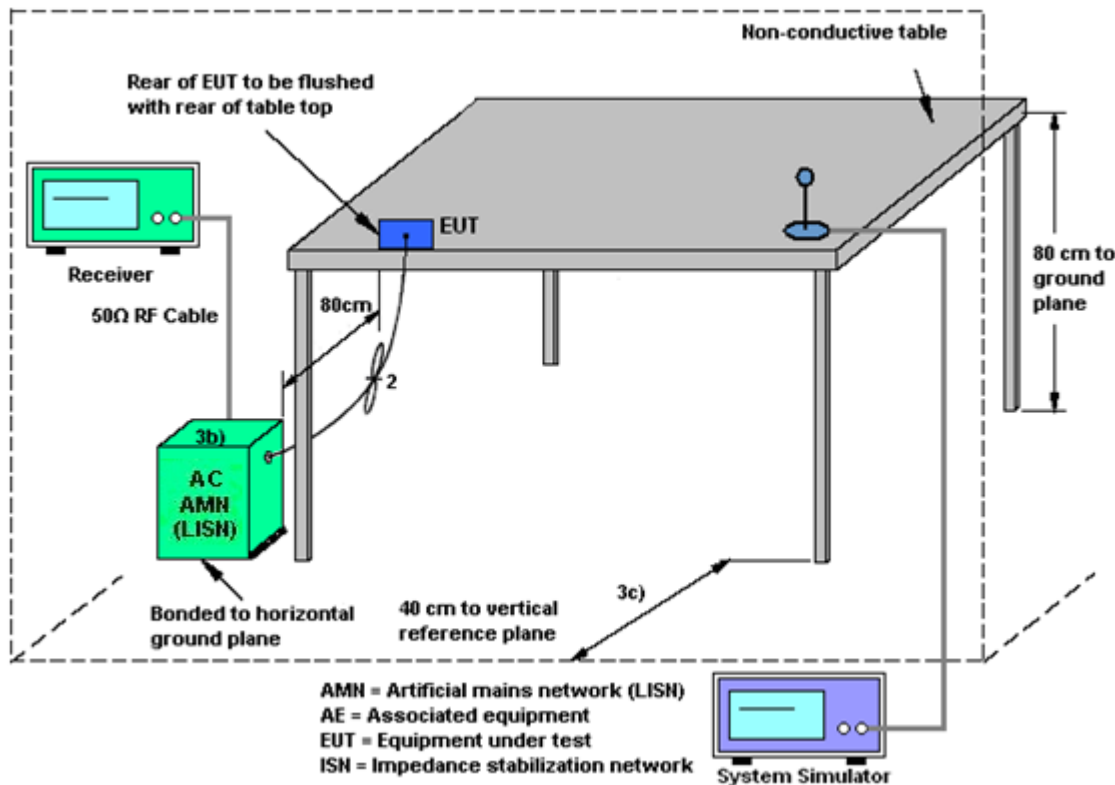 Non-conductive table
Rear of EUT to be flushed
with rear of table top
EUT
Receiver
80cm
80 cm to
ground
plane
50Ω RF Cable
2
3b)
AC
AMN
(LISN)
3c)
Bonded to horizontal
ground plane
40 cm to vertical
reference plane
AMN = Artificial mains network (LISN)
AE = Associated equipment
EUT = Equipment under test
ISN = Impedance stabilization network
System Simulator